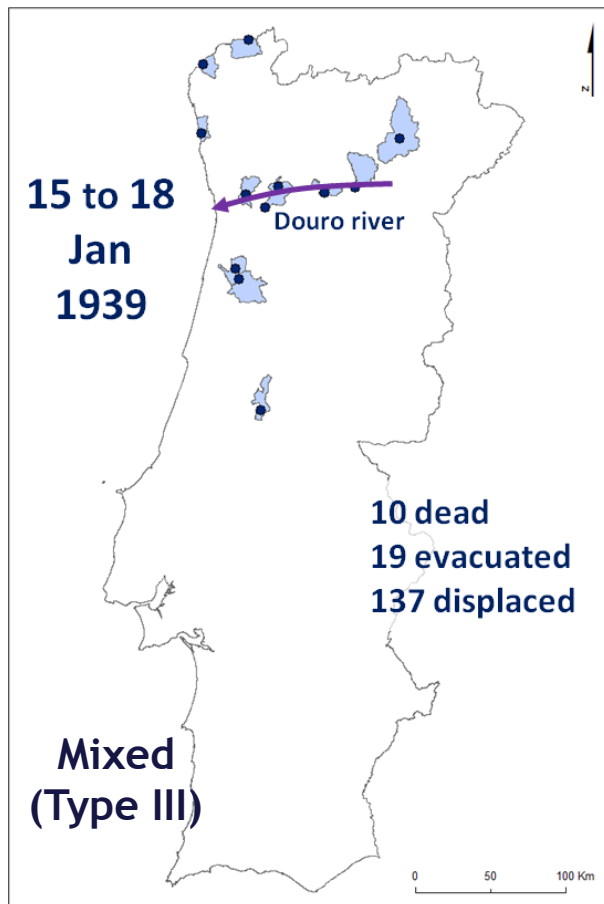 N
15 to 18
Jan
1939
Douro river
10 dead
19 evacuated
137 displaced
Mixed
(Type III)
0 50 100 Km